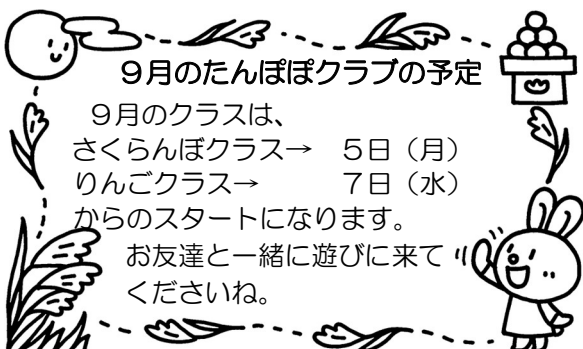 ９月のたんぽぽクラブの予定
９月のクラスは、
さくらんぼクラス→　５日（月）
りんごクラス→　　　７日（水）
からのスタートになります。
お友達と一緒に遊びに来て
くださいね。